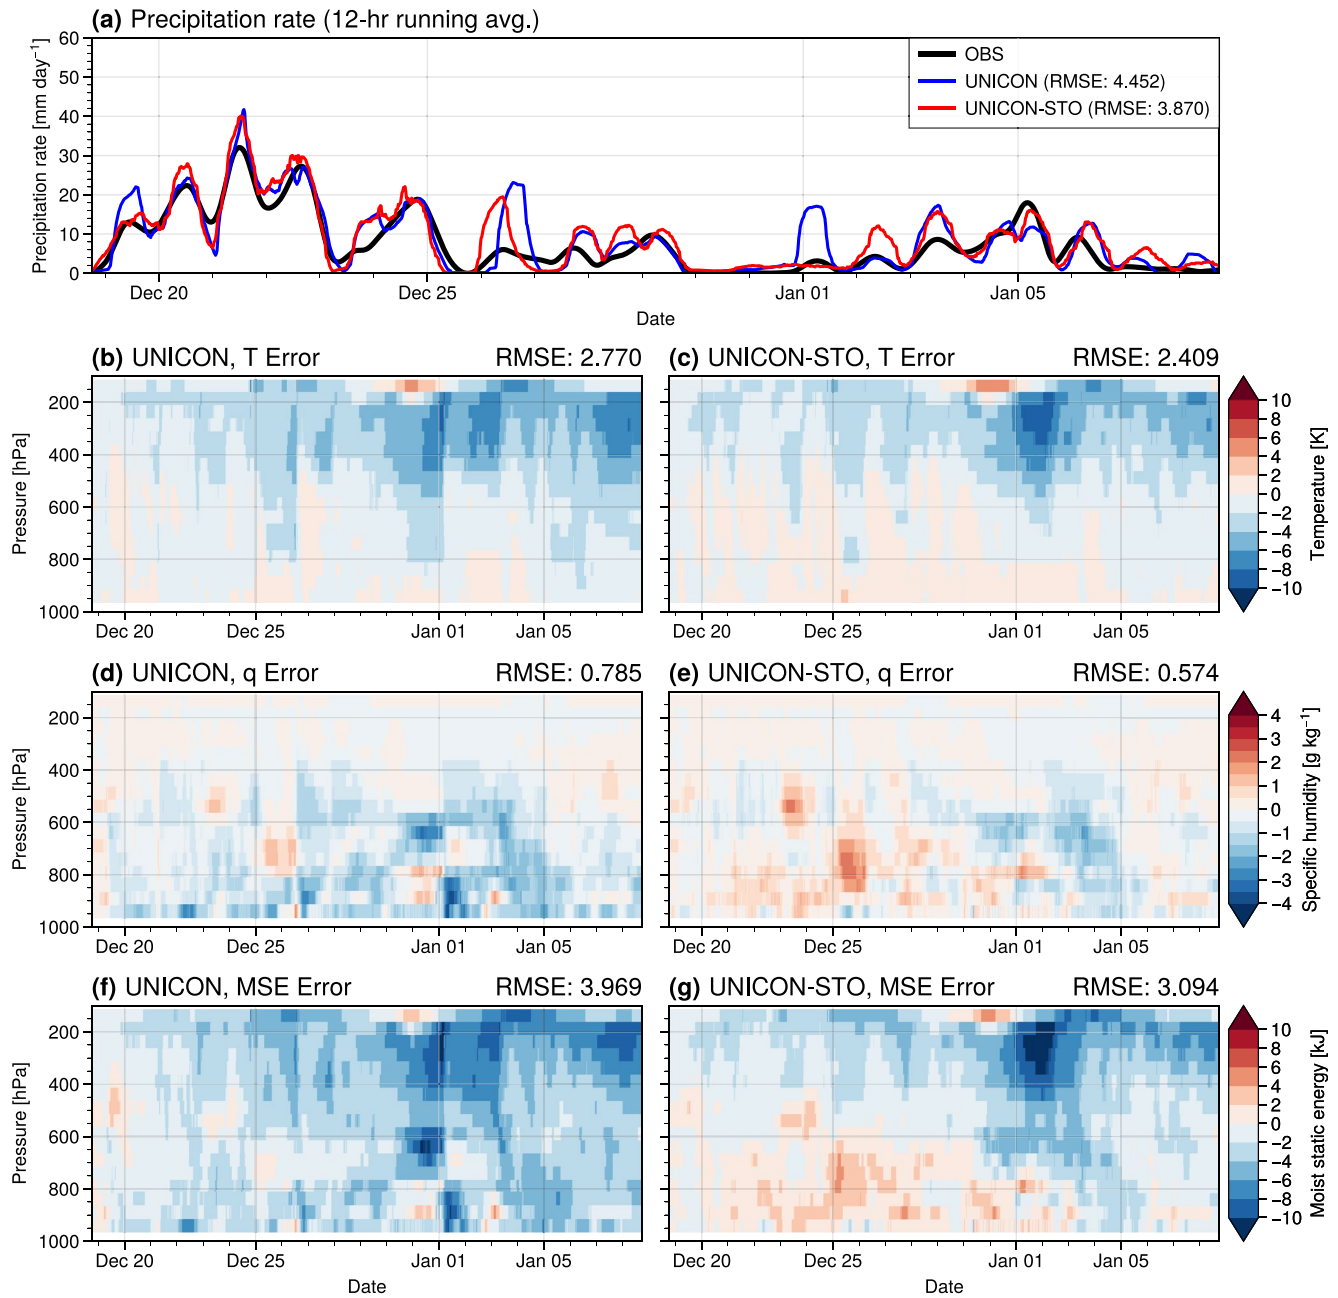 (a) Precipitation rate (12-hr running avg.)
Precipitation rate [mm day⁻¹]
60
50
40
30
20
10
0
OBS
UNICON (RMSE: 4.452)
UNICON-STO (RMSE: 3.870)
Dec 20 Dec 25 Jan 01 Jan 05
Date
(b) UNICON, T Error RMSE: 2.770
Pressure [hPa]
200
400
600
800
1000
Dec 20 Dec 25 Jan 01 Jan 05
(c) UNICON-STO, T Error RMSE: 2.409
Dec 20 Dec 25 Jan 01 Jan 05
10
8
6
4
2
0
−2
−4
−6
−8
−10
Temperature [K]
(d) UNICON, q Error RMSE: 0.785
Pressure [hPa]
200
400
600
800
1000
Dec 20 Dec 25 Jan 01 Jan 05
(e) UNICON-STO, q Error RMSE: 0.574
Dec 20 Dec 25 Jan 01 Jan 05
4
3
2
1
0
−1
−2
−3
−4
Specific humidity [g kg⁻¹]
(f) UNICON, MSE Error RMSE: 3.969
Pressure [hPa]
200
400
600
800
1000
Dec 20 Dec 25 Jan 01 Jan 05
Date
(g) UNICON-STO, MSE Error RMSE: 3.094
Dec 20 Dec 25 Jan 01 Jan 05
Date
10
8
6
4
2
0
−2
−4
−6
−8
−10
Moist static energy [kJ]